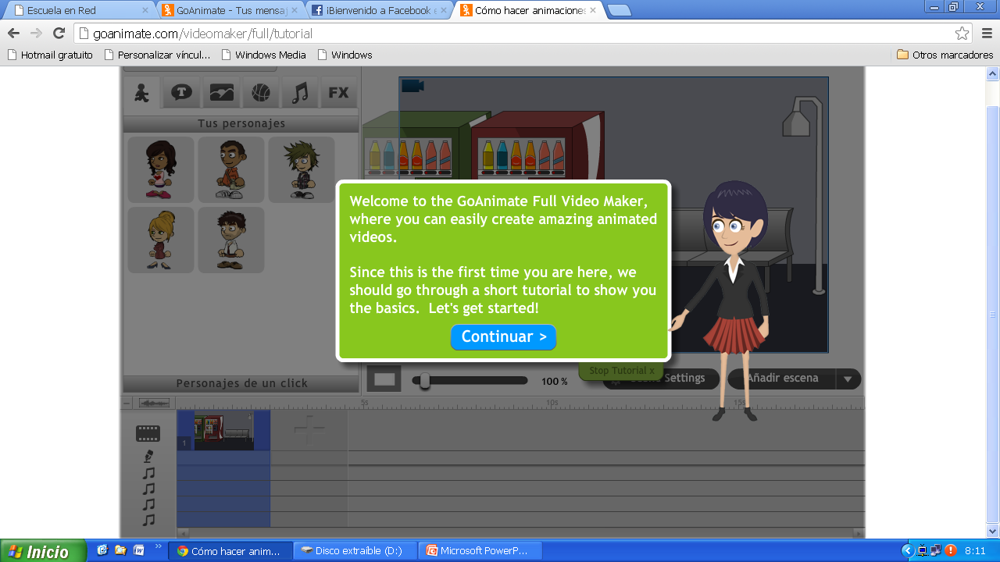 Escuela en Red
GoAnimate - Tus mensaj
¡Bienvenido a Facebook e
Cómo hacer animaciones
goanimate.com/videomaker/full/tutorial
Hotmail gratuito
Personalizar víncul...
Windows Media
Windows
Otros marcadores
T
FX
Tus personajes
Welcome to the GoAnimate Full Video Maker,
where you can easily create amazing animated
videos.
Since this is the first time you are here, we
should go through a short tutorial to show you
the basics. Let's get started!
Continuar >
Stop Tutorial x
Personajes de un click
100 %
Settings
Añadir escena
5s
10s
15s
1
Inicio
Cómo hacer anim...
Disco extraíble (D:)
Microsoft PowerP...
8:11